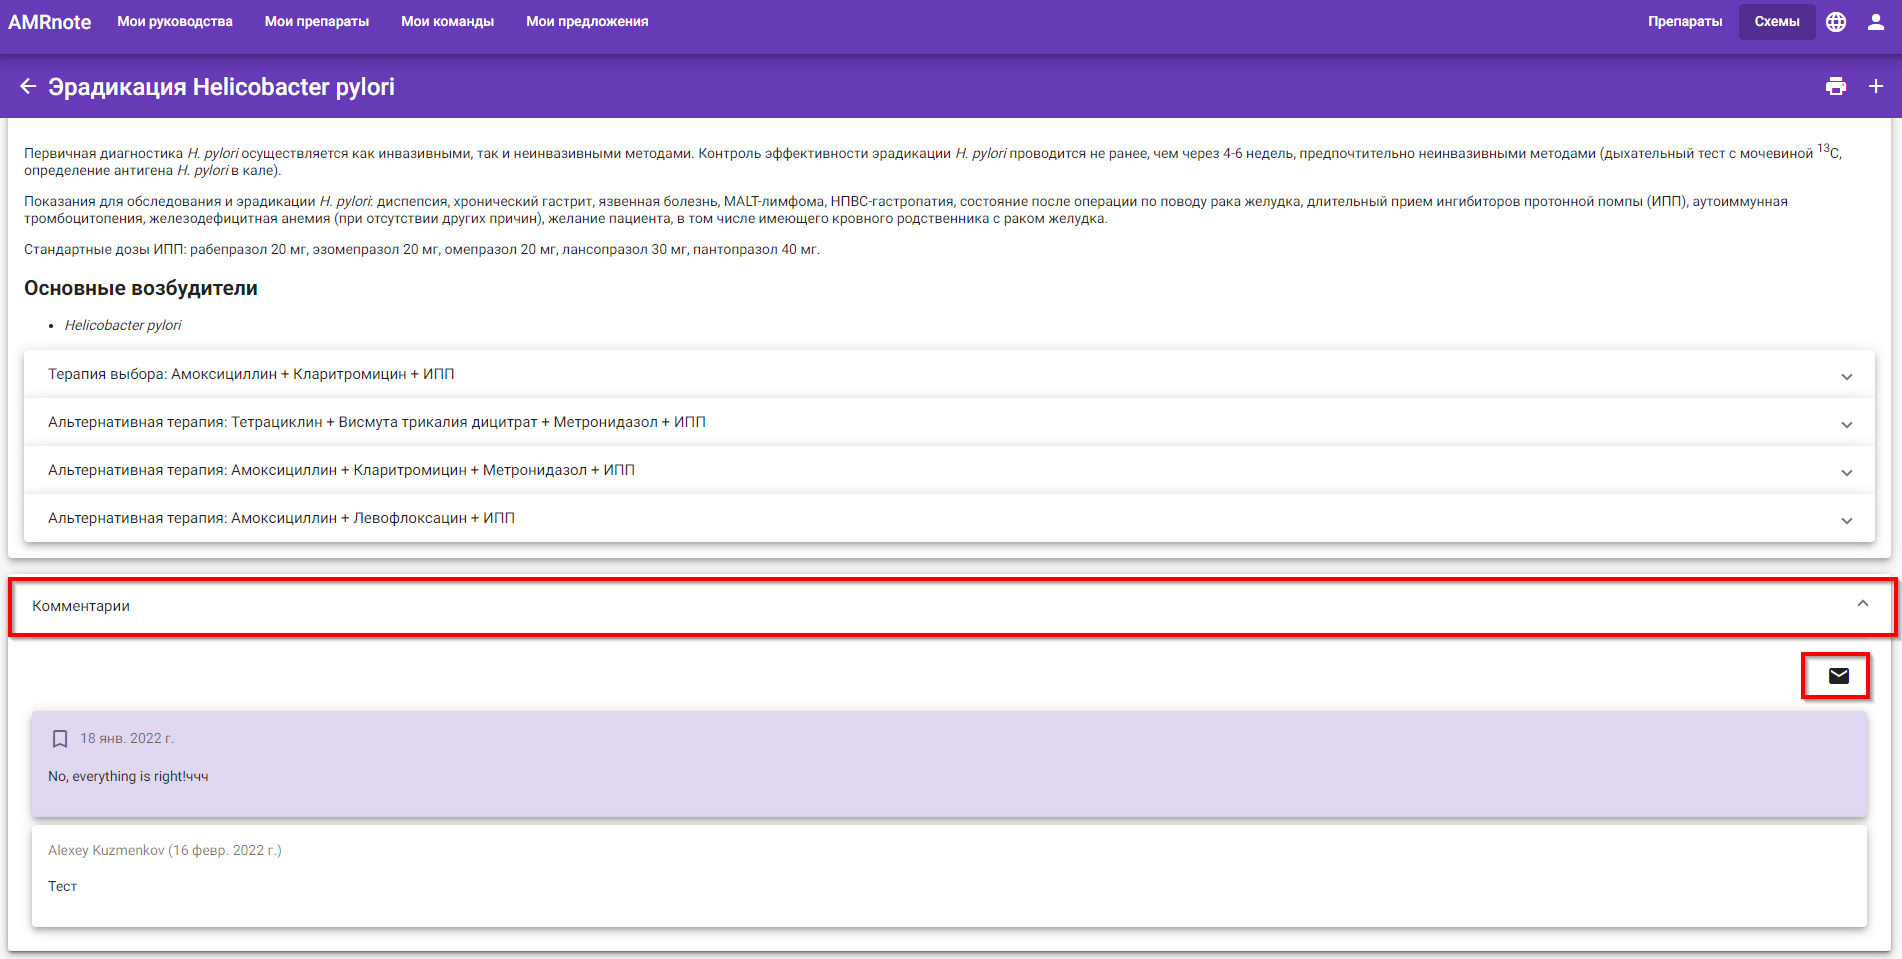 AMRnote Мои руководства Мои препараты Мои команды Мои предложения Препараты Схемы
Эрадикация Helicobacter pylori
Первичная диагностика H. pylori осуществляется как инвазивными, так и неинвазивными методами. Контроль эффективности эрадикации H. pylori проводится не ранее, чем через 4-6 недель, предпочтительно неинвазивными методами (дыхательный тест с мочевиной 13C,
определение антигена H. pylori в кале).
Показания для обследования и эрадикации H. pylori: диспепсия, хронический гастрит, язвенная болезнь, MALT-лимфома, НПВС-гастропатия, состояние после операции по поводу рака желудка, длительный прием ингибиторов протонной помпы (ИПП), аутоиммунная
тромбоцитопения, железодефицитная анемия (при отсутствии других причин), желание пациента, в том числе имеющего кровного родственника с раком желудка.
Стандартные дозы ИПП: рабепразол 20 мг, эзомепразол 20 мг, омепразол 20 мг, лансопразол 30 мг, пантопразол 40 мг.
Основные возбудители
• Helicobacter pylori
Терапия выбора: Амоксициллин + Кларитромицин + ИПП
Альтернативная терапия: Тетрациклин + Висмута трикалия дицитрат + Метронидазол + ИПП
Альтернативная терапия: Амоксициллин + Кларитромицин + Метронидазол + ИПП
Альтернативная терапия: Амоксициллин + Левофлоксацин + ИПП
Комментарии
18 янв. 2022 г.
No, everything is right!ччч
Alexey Kuzmenkov (16 февр. 2022 г.)
Тест